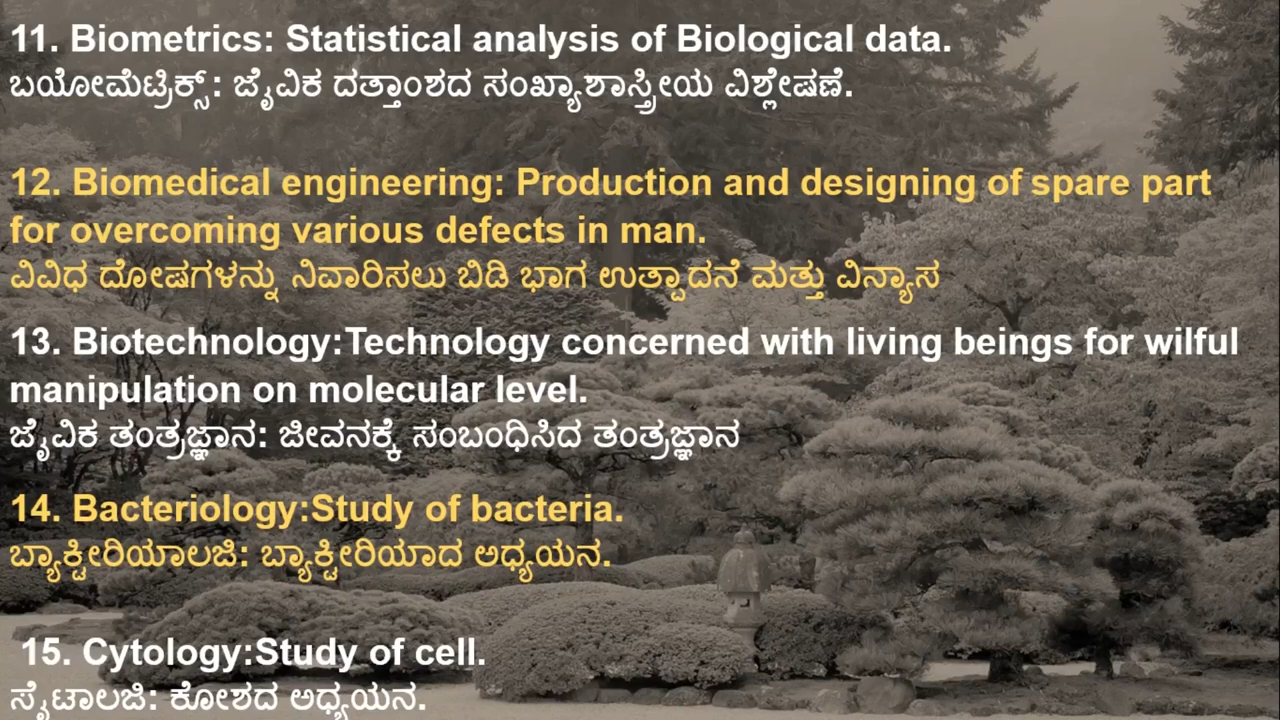 11. Biometrics: Statistical analysis of Biological data.
ಬಯೋಮೆಟ್ರಿಕ್ಸ್: ಜೈವಿಕ ದತ್ತಾಂಶದ ಸಂಖ್ಯಾಶಾಸ್ತ್ರೀಯ ವಿಶ್ಲೇಷಣೆ.
12. Biomedical engineering: Production and designing of spare part
for overcoming various defects in man.
ವಿವಿಧ ದೋಷಗಳನ್ನು ನಿವಾರಿಸಲು ಬಿಡಿ ಭಾಗ ಉತ್ಪಾದನೆ ಮತ್ತು ವಿನ್ಯಾಸ
13. Biotechnology:Technology concerned with living beings for wilful
manipulation on molecular level.
ಜೈವಿಕ ತಂತ್ರಜ್ಞಾನ: ಜೀವನಕ್ಕೆ ಸಂಬಂಧಿಸಿದ ತಂತ್ರಜ್ಞಾನ
14. Bacteriology:Study of bacteria.
ಬ್ಯಾಕ್ಟೀರಿಯಾಲಜಿ: ಬ್ಯಾಕ್ಟೀರಿಯಾದ ಅಧ್ಯಯನ.
15. Cytology:Study of cell.
ಸೈಟಾಲಜಿ: ಕೋಶದ ಅಧ್ಯಯನ.